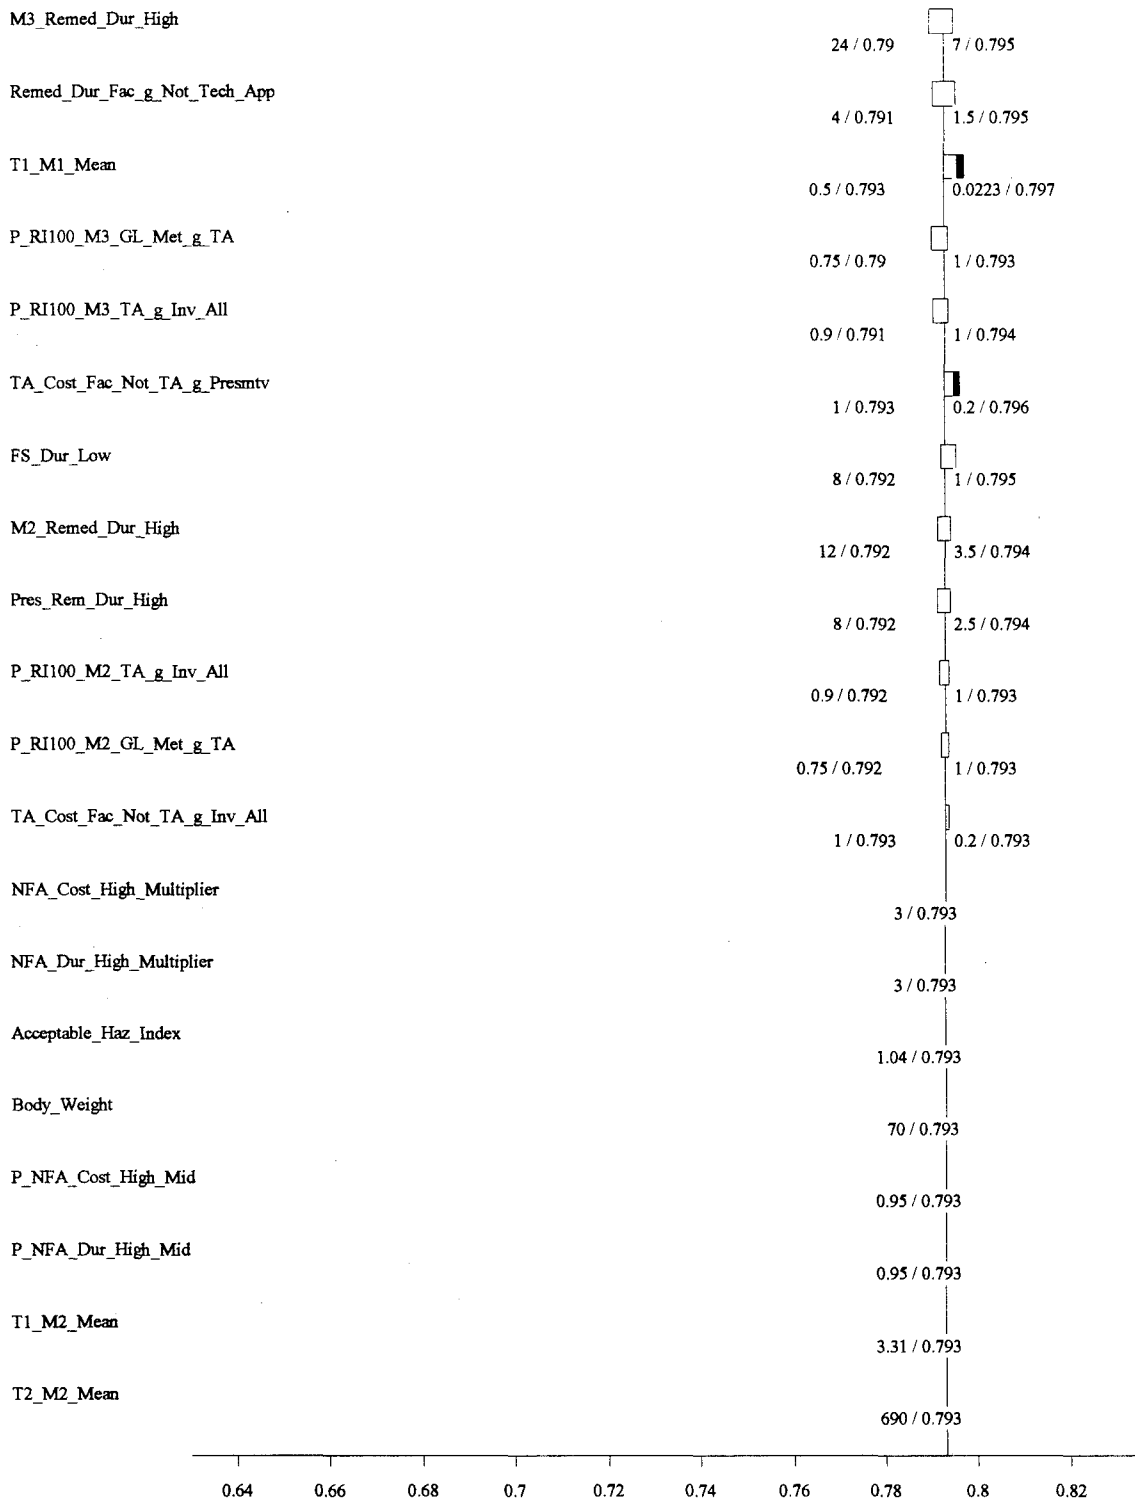 M3_Remed_Dur_High
24 / 0.79 7 / 0.795
Remed_Dur_Fac_g_Not_Tech_App
4 / 0.791 1.5 / 0.795
T1_M1_Mean
0.5 / 0.793 0.0223 / 0.797
P_RI100_M3_GL_Met_g_TA
0.75 / 0.79 1 / 0.793
P_RI100_M3_TA_g_Inv_All
0.9 / 0.791 1 / 0.794
TA_Cost_Fac_Not_TA_g_Presmtv
1 / 0.793 0.2 / 0.796
FS_Dur_Low
8 / 0.792 1 / 0.795
M2_Remed_Dur_High
12 / 0.792 3.5 / 0.794
Pres_Rem_Dur_High
8 / 0.792 2.5 / 0.794
P_RI100_M2_TA_g_Inv_All
0.9 / 0.792 1 / 0.793
P_RI100_M2_GL_Met_g_TA
0.75 / 0.792 1 / 0.793
TA_Cost_Fac_Not_TA_g_Inv_All
1 / 0.793 0.2 / 0.793
NFA_Cost_High_Multiplier
3 / 0.793
NFA_Dur_High_Multiplier
3 / 0.793
Acceptable_Haz_Index
1.04 / 0.793
Body_Weight
70 / 0.793
P_NFA_Cost_High_Mid
0.95 / 0.793
P_NFA_Dur_High_Mid
0.95 / 0.793
T1_M2_Mean
3.31 / 0.793
T2_M2_Mean
690 / 0.793
0.64 0.66 0.68 0.7 0.72 0.74 0.76 0.78 0.8 0.82